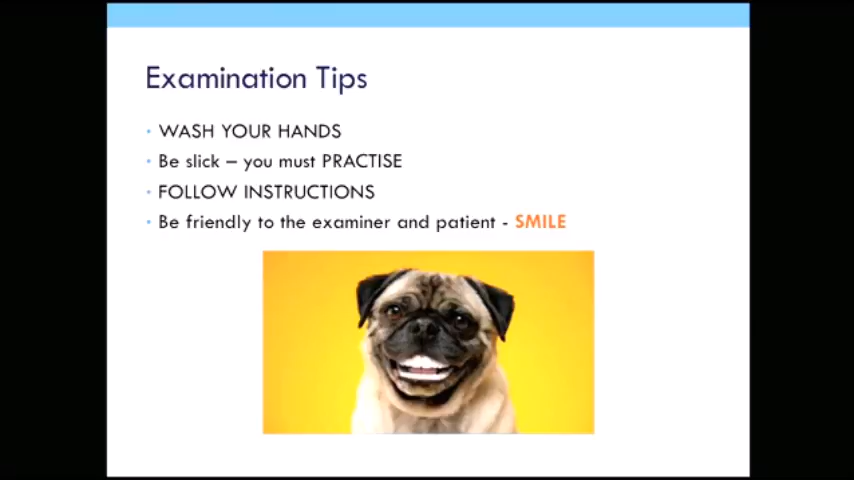 Examination Tips
• WASH YOUR HANDS
• Be slick – you must PRACTISE
• FOLLOW INSTRUCTIONS
• Be friendly to the examiner and patient - SMILE